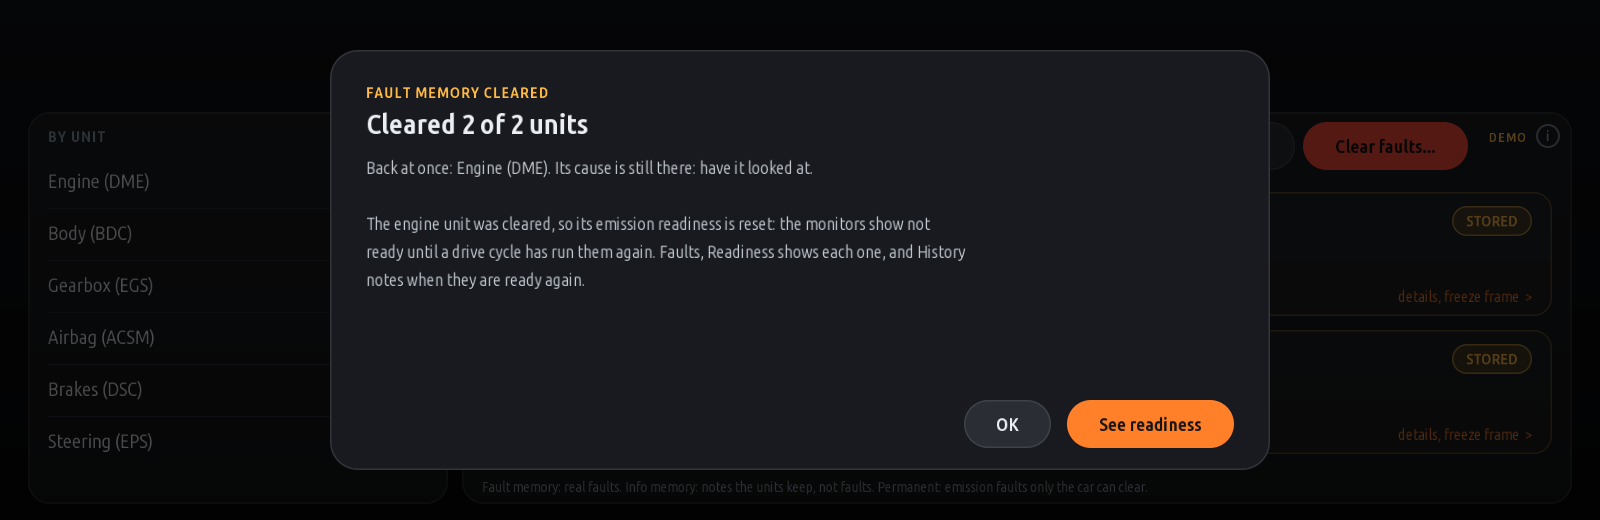 FAULT MEMORY CLEARED
Cleared 2 of 2 units
Back at once: Engine (DME). Its cause is still there: have it looked at.
The engine unit was cleared, so its emission readiness is reset: the monitors show not
ready until a drive cycle has run them again. Faults, Readiness shows each one, and History
notes when they are ready again.
OK
See readiness
BY UNIT
Engine (DME)
Body (BDC)
Gearbox (EGS)
Airbag (ACSM)
Brakes (DSC)
Steering (EPS)
Clear faults...
DEMO
i
STORED
details, freeze frame >
STORED
details, freeze frame >
Fault memory: real faults. Info memory: notes the units keep, not faults. Permanent: emission faults only the car can clear.